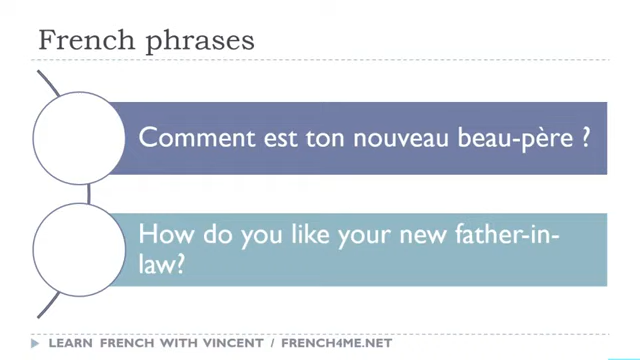 French phrases
Comment est ton nouveau beau-père ?
How do you like your new father-in-
law?
LEARN FRENCH WITH VINCENT / FRENCH4ME.NET